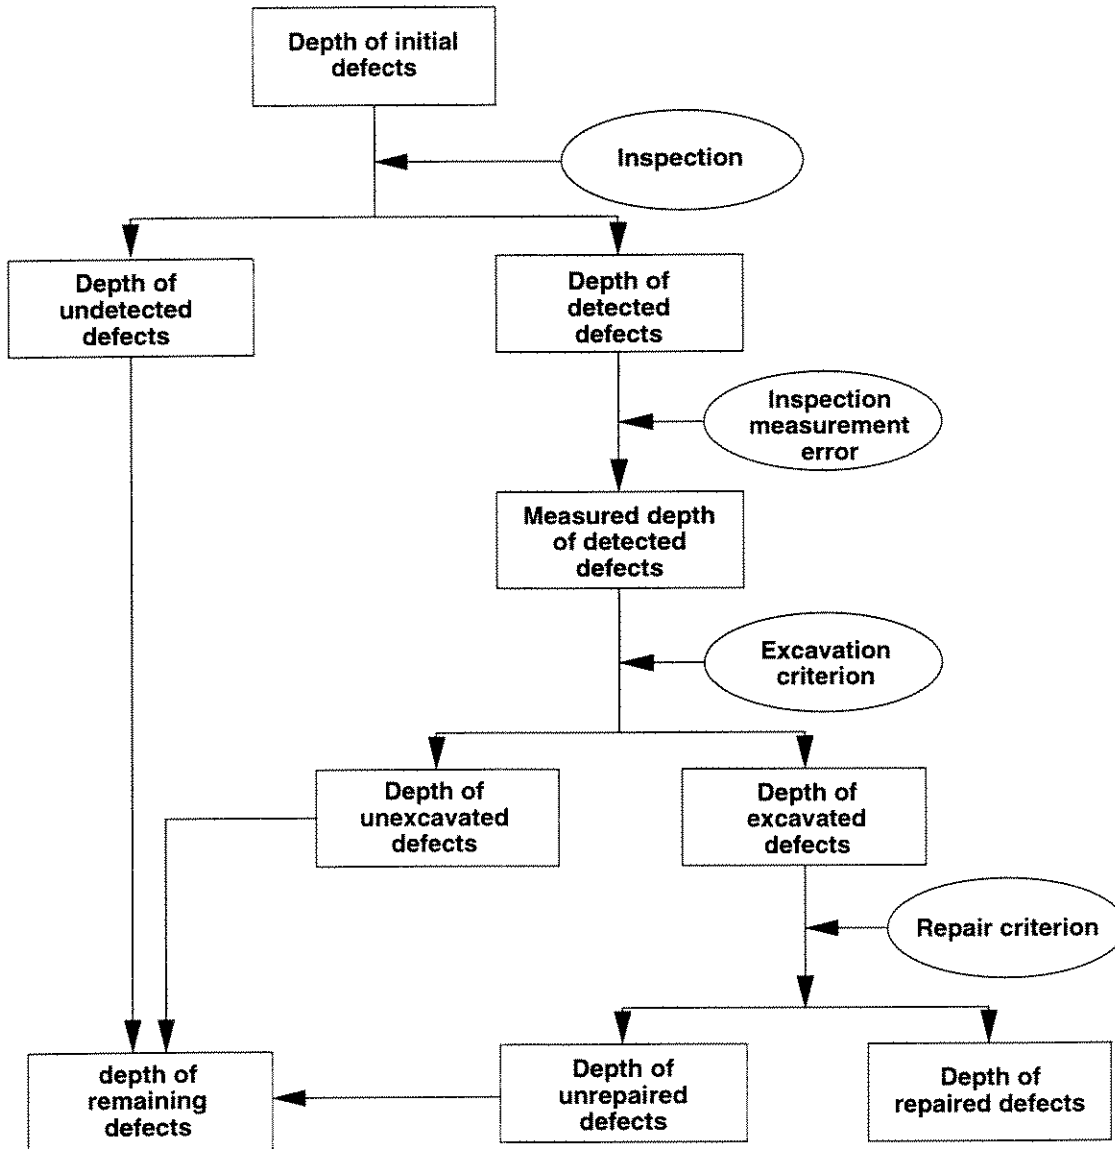 Depth of initial
defects
Inspection
Depth of
undetected
defects
Depth of
detected
defects
Inspection
measurement
error
Measured depth
of detected
defects
Excavation
criterion
Depth of
unexcavated
defects
Depth of
excavated
defects
Repair criterion
depth of
remaining
defects
Depth of
unrepaired
defects
Depth of
repaired defects